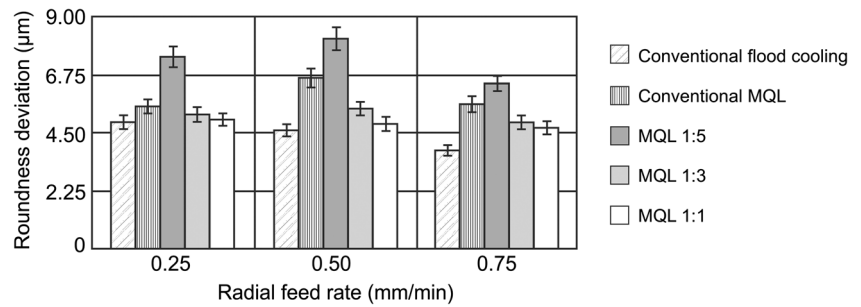 Roundness deviation (μm)
9.00
6.75
4.50
2.25
0
0.25
0.50
0.75
Radial feed rate (mm/min)
Conventional flood cooling
Conventional MQL
MQL 1:5
MQL 1:3
MQL 1:1